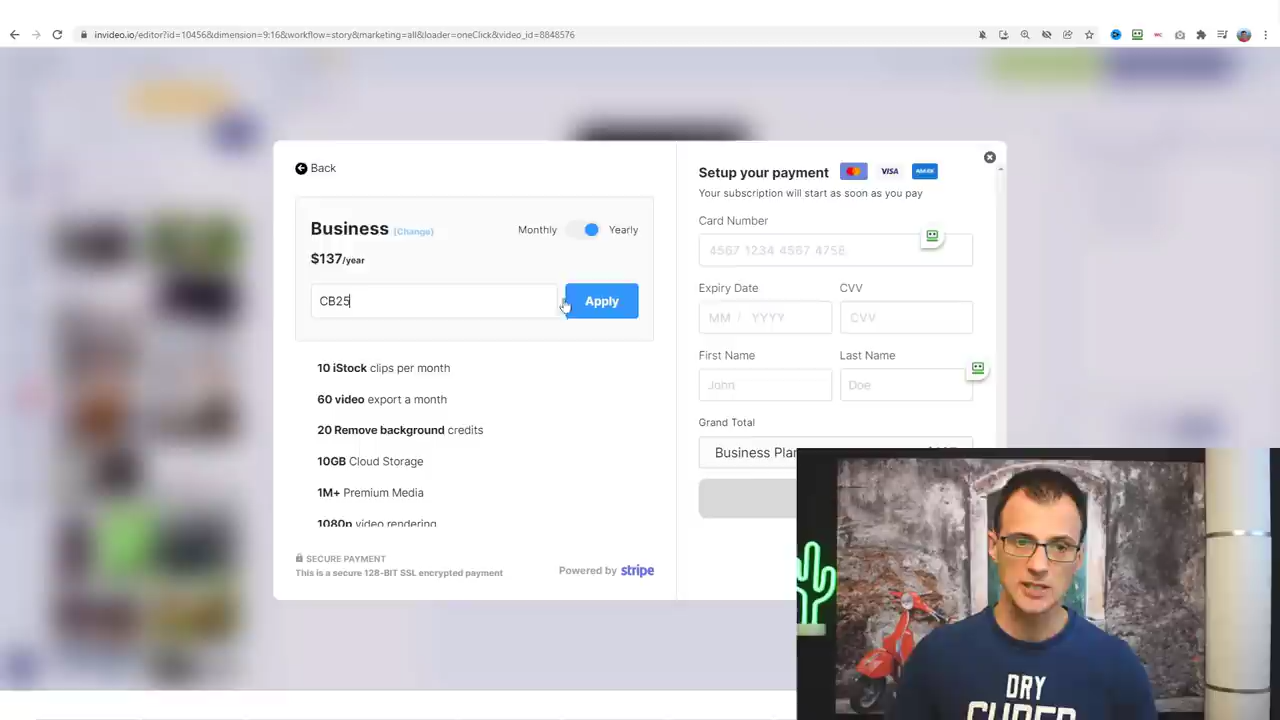 invideo.io/editor?id=10456&dimension=9:16&workflow=story&marketing=all&loader=oneClick&video_id=8848576
Back
Business (Change)
Monthly
Yearly
$137/year
CB25
Apply
10 iStock clips per month
60 video export a month
20 Remove background credits
10GB Cloud Storage
1M+ Premium Media
1080p video rendering
SECURE PAYMENT
This is a secure 128-BIT SSL encrypted payment
Powered by stripe
Setup your payment
VISA
AMEX
Your subscription will start as soon as you pay
Card Number
4567 1234 4567 4758
Expiry Date
CVV
MM / YYYY
CVV
First Name
Last Name
John
Doe
Grand Total
Business Plan
DRY